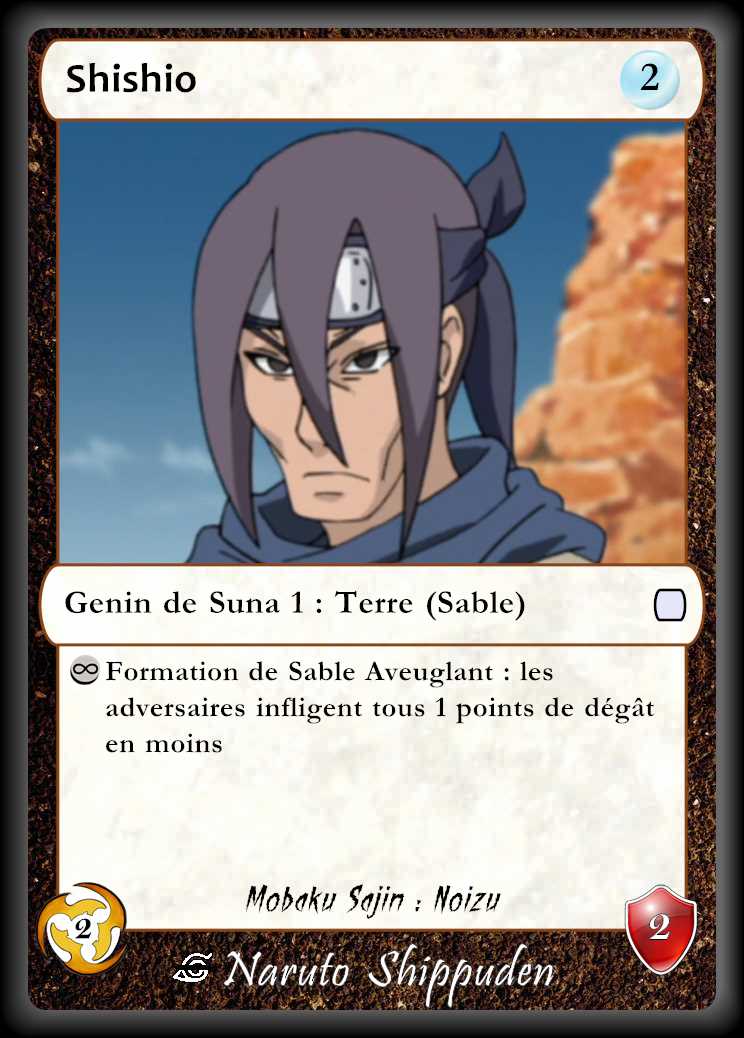 Shishio
2
Genin de Suna 1 : Terre (Sable)
Formation de Sable Aveuglant : les
adversaires infligent tous 1 points de dégât
en moins
Mobaku Sajin : Noizu
2
2
Naruto Shippuden